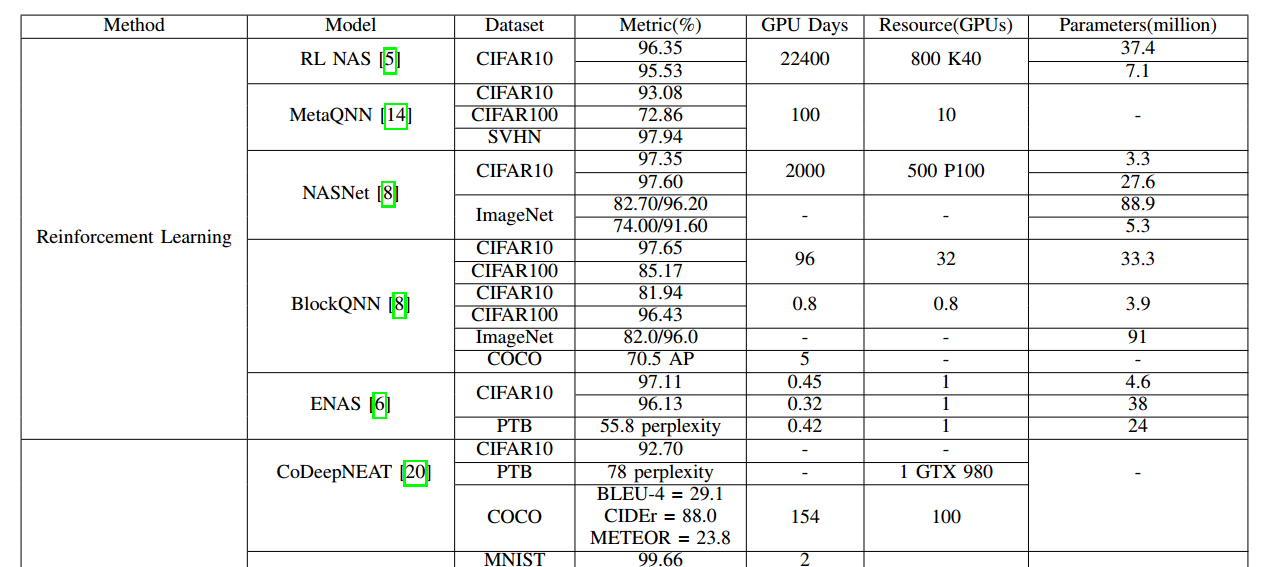 Method Model Dataset Metric(%) GPU Days Resource(GPUs) Parameters(million)
Reinforcement Learning
RL NAS [5] CIFAR10 96.35 22400 800 K40 37.4
95.53 7.1
MetaQNN [14] CIFAR10 93.08 100 10 -
CIFAR100 72.86
SVHN 97.94
NASNet [8] CIFAR10 97.35 2000 500 P100 3.3
97.60 27.6
ImageNet 82.70/96.20 - - 88.9
74.00/91.60 5.3
BlockQNN [8] CIFAR10 97.65 96 32 33.3
CIFAR100 85.17
CIFAR10 81.94 0.8 0.8 3.9
CIFAR100 96.43
ImageNet 82.0/96.0 - - 91
COCO 70.5 AP 5 - -
ENAS [6] CIFAR10 97.11 0.45 1 4.6
96.13 0.32 1 38
PTB 55.8 perplexity 0.42 1 24
CoDeepNEAT [20] CIFAR10 92.70 - - -
PTB 78 perplexity - 1 GTX 980
COCO BLEU-4 = 29.1 154 100
CIDEr = 88.0
METEOR = 23.8
MNIST 99.66 2